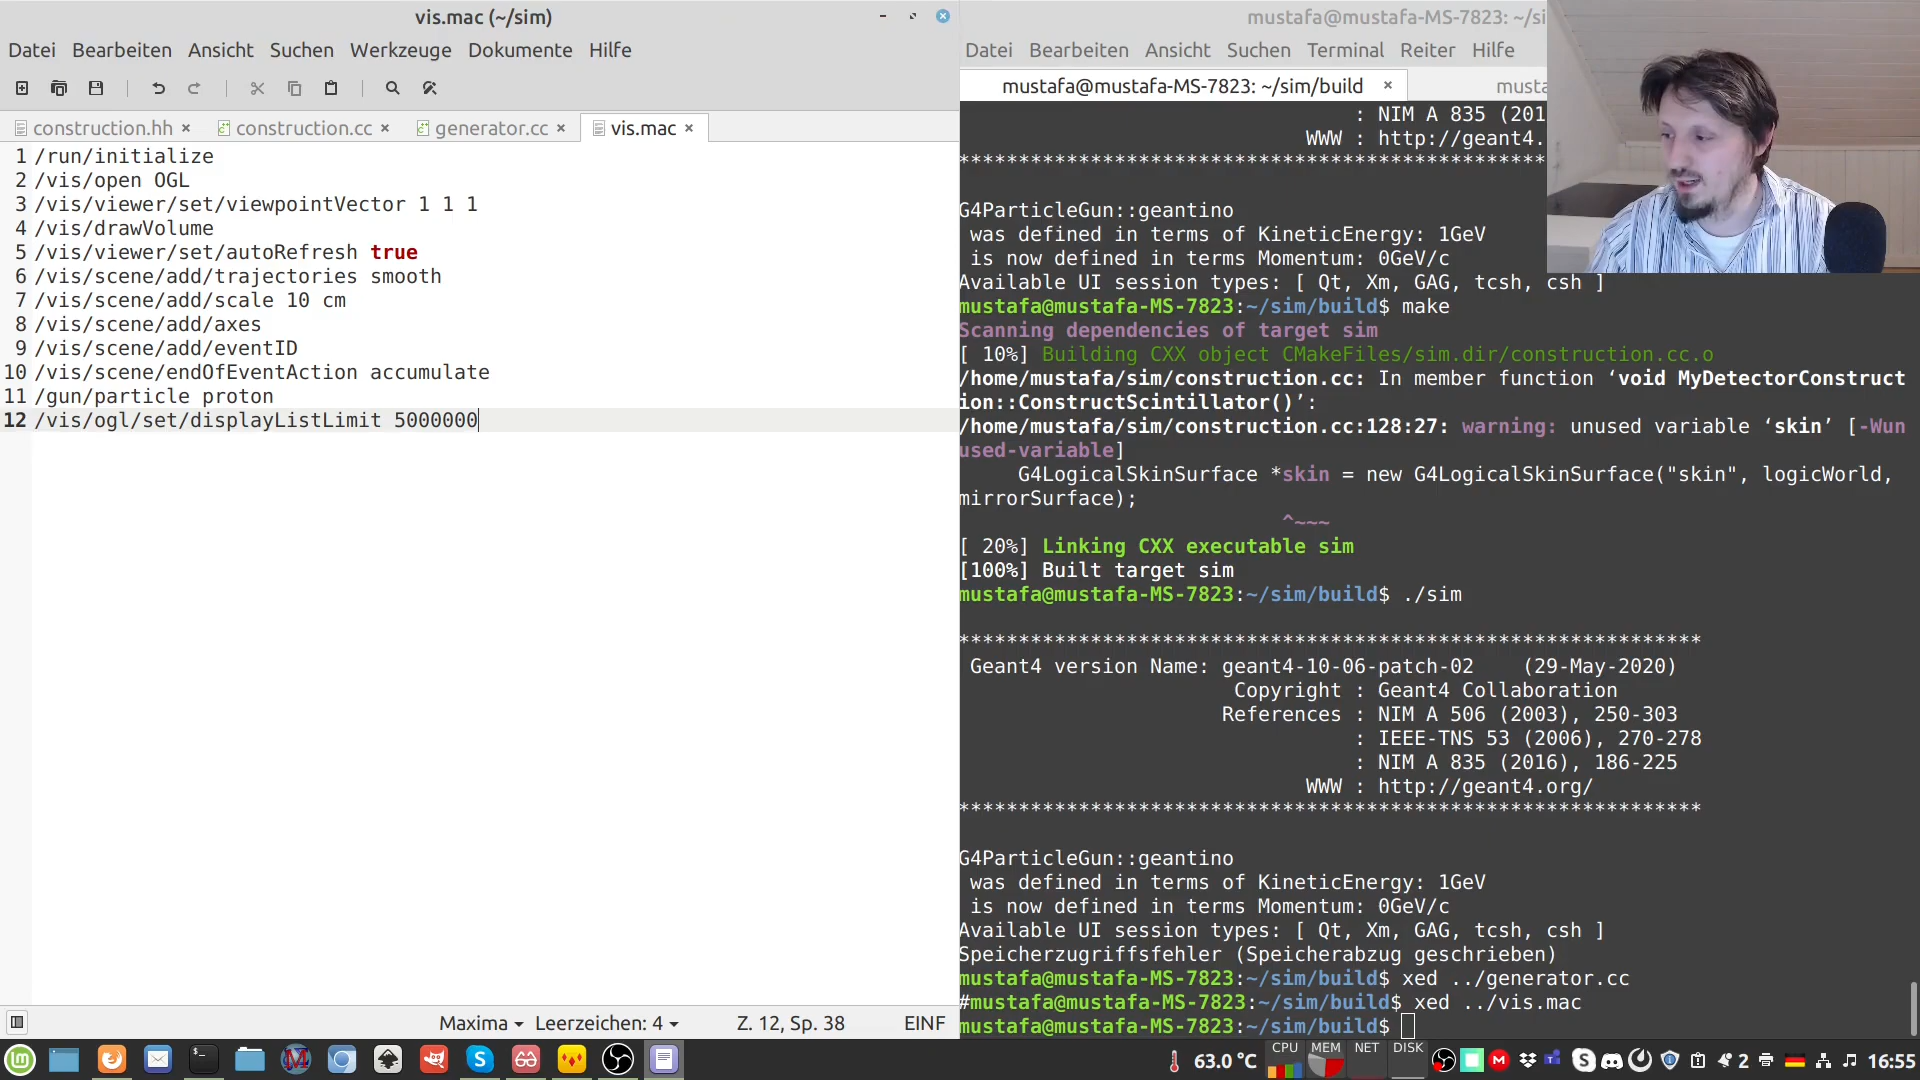 vis.mac (~/sim)
Datei Bearbeiten Ansicht Suchen Werkzeuge Dokumente Hilfe
construction.hh × construction.cc × generator.cc × vis.mac ×
1 /run/initialize
2 /vis/open OGL
3 /vis/viewer/set/viewpointVector 1 1 1
4 /vis/drawVolume
5 /vis/viewer/set/autoRefresh true
6 /vis/scene/add/trajectories smooth
7 /vis/scene/add/scale 10 cm
8 /vis/scene/add/axes
9 /vis/scene/add/eventID
10 /vis/scene/endOfEventAction accumulate
11 /gun/particle proton
12 /vis/ogl/set/displayListLimit 5000000
Maxima Leerzeichen: 4 Z. 12, Sp. 38 EINF
mustafa@mustafa-MS-7823: ~/si
Datei Bearbeiten Ansicht Suchen Terminal Reiter Hilfe
mustafa@mustafa-MS-7823: ~/sim/build × musta
: NIM A 835 (201
WWW : http://geant4.
*************************************************
G4ParticleGun::geantino
was defined in terms of KineticEnergy: 1GeV
is now defined in terms Momentum: 0GeV/c
Available UI session types: [ Qt, Xm, GAG, tcsh, csh ]
mustafa@mustafa-MS-7823:~/sim/build$ make
Scanning dependencies of target sim
[ 10%] Building CXX object CMakeFiles/sim.dir/construction.cc.o
/home/mustafa/sim/construction.cc: In member function ‘void MyDetectorConstruct
ion::ConstructScintillator()’:
/home/mustafa/sim/construction.cc:128:27: warning: unused variable ‘skin’ [-Wun
used-variable]
G4LogicalSkinSurface *skin = new G4LogicalSkinSurface("skin", logicWorld,
mirrorSurface);
^~~~
[ 20%] Linking CXX executable sim
[100%] Built target sim
mustafa@mustafa-MS-7823:~/sim/build$ ./sim
**************************************************************
Geant4 version Name: geant4-10-06-patch-02 (29-May-2020)
Copyright : Geant4 Collaboration
References : NIM A 506 (2003), 250-303
: IEEE-TNS 53 (2006), 270-278
: NIM A 835 (2016), 186-225
WWW : http://geant4.org/
**************************************************************
G4ParticleGun::geantino
was defined in terms of KineticEnergy: 1GeV
is now defined in terms Momentum: 0GeV/c
Available UI session types: [ Qt, Xm, GAG, tcsh, csh ]
Speicherzugriffsfehler (Speicherabzug geschrieben)
mustafa@mustafa-MS-7823:~/sim/build$ xed ../generator.cc
#mustafa@mustafa-MS-7823:~/sim/build$ xed ../vis.mac
mustafa@mustafa-MS-7823:~/sim/build$
63.0 °C CPU MEM NET DISK 2 16:55